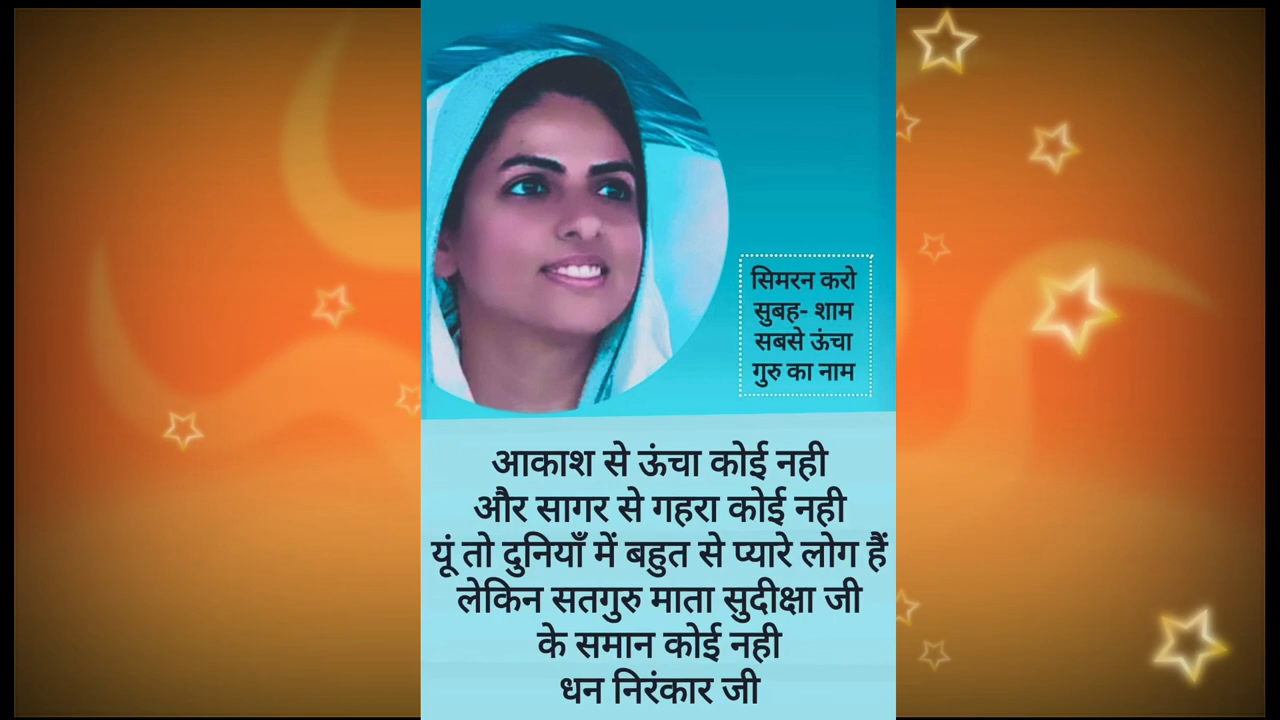 सिमरन करो
सुबह- शाम
सबसे ऊंचा
गुरु का नाम
आकाश से ऊंचा कोई नही
और सागर से गहरा कोई नही
यूं तो दुनियाँ में बहुत से प्यारे लोग हैं
लेकिन सतगुरु माता सुदीक्षा जी
के समान कोई नही
धन निरंकार जी